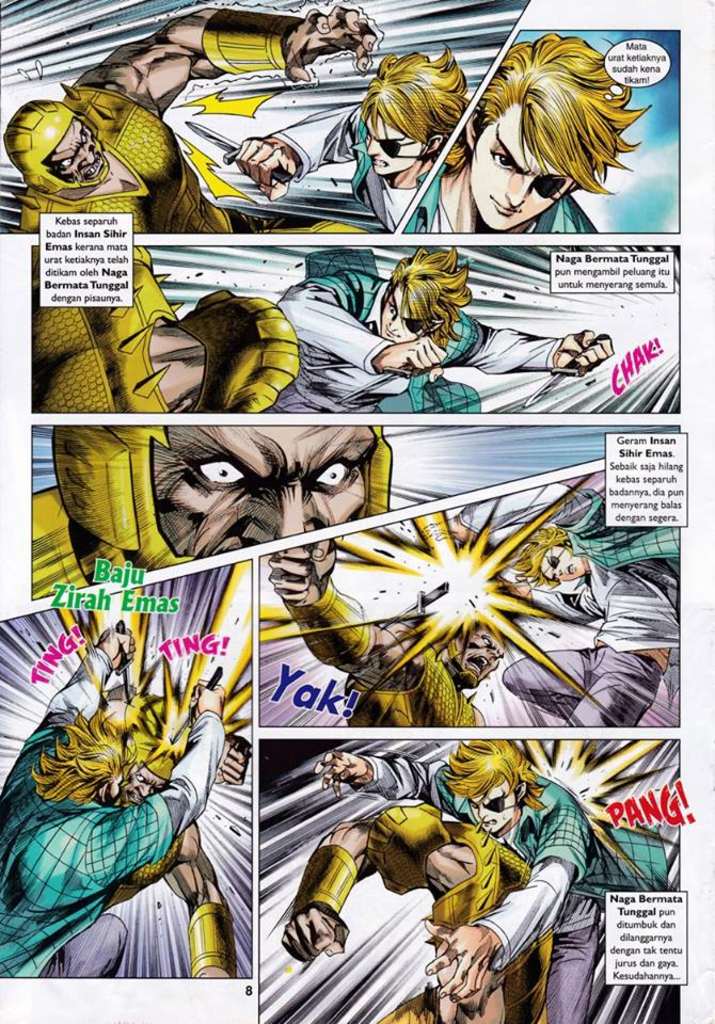 Mata
urat ketiaknya
sudah kena
tikam!
Kebas separuh
badan Insan Sihir
Emas kerana mata
urat ketiaknya telah
ditikam oleh Naga
Bermata Tunggal
dengan pisaunya.
Naga Bermata Tunggal
pun mengambil peluang itu
untuk menyerang semula.
CHAK!
Geram Insan
Sihir Emas.
Sebaik saja hilang
kebas separuh
badannya, dia pun
menyerang balas
dengan segera.
Baju
Zirah Emas
TING!
TING!
Yak!
PANG!
Naga Bermata
Tunggal pun
ditumbuk dan
dilanggarnya
dengan tak tentu
jurus dan gaya.
Kesudahannya...
8